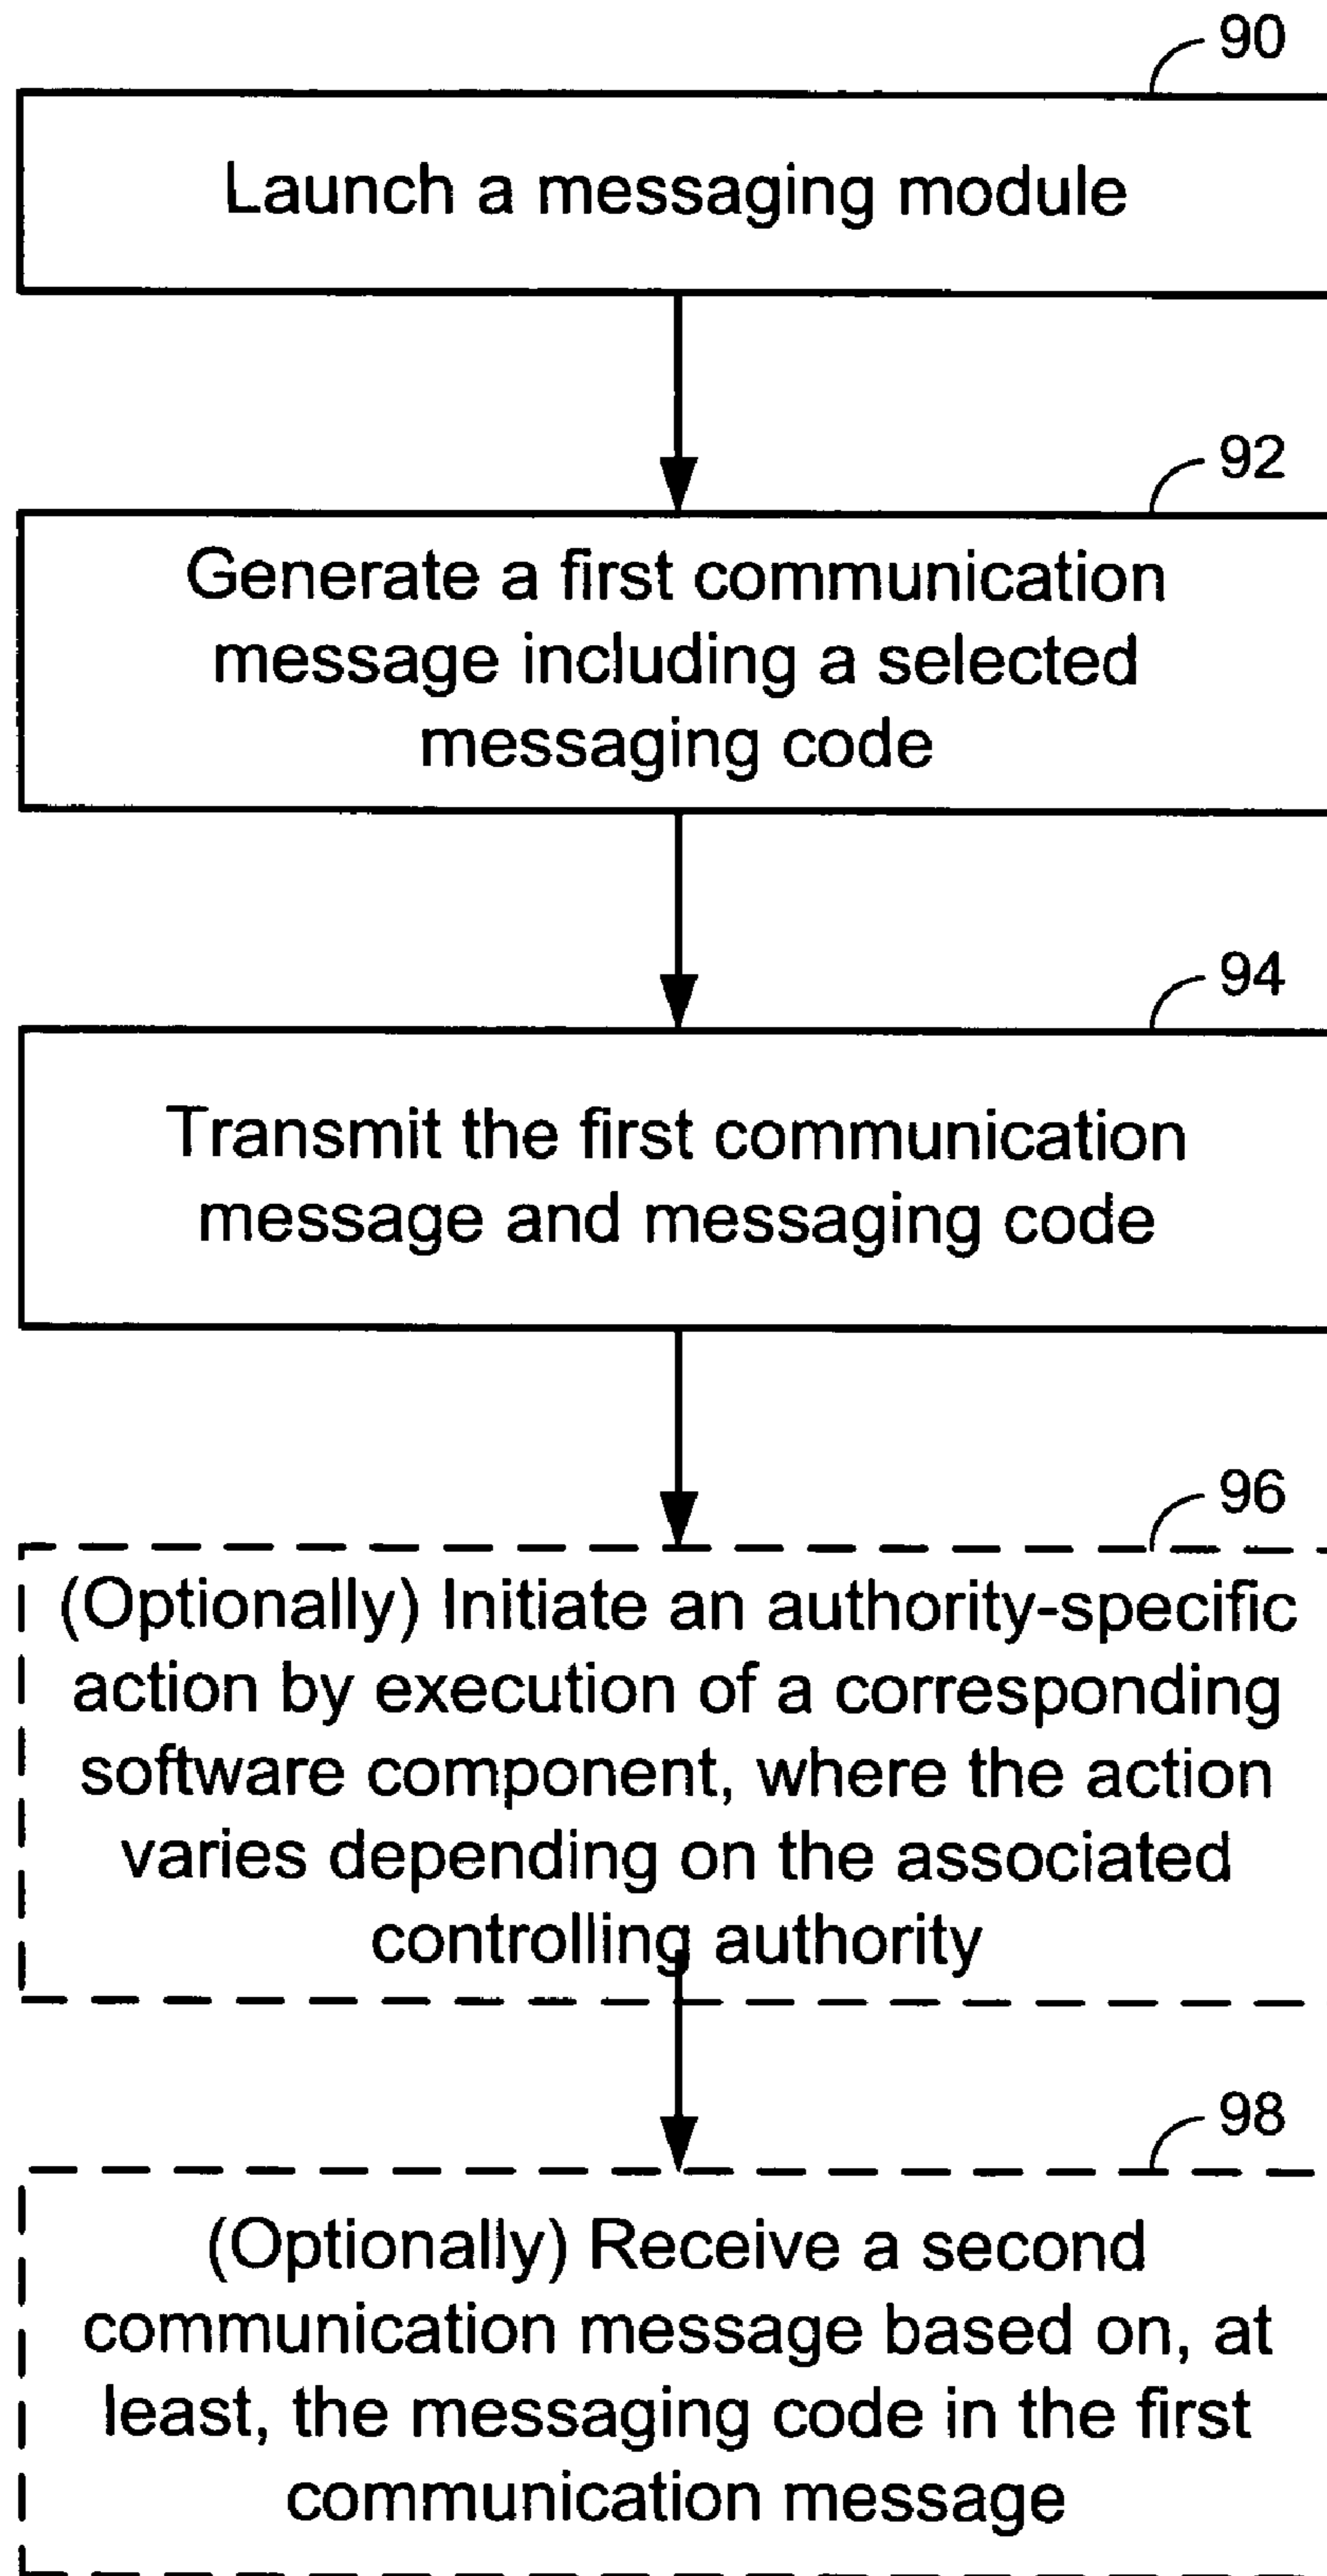 90
Launch a messaging module
92
Generate a first communication
message including a selected
messaging code
94
Transmit the first communication
message and messaging code
96
(Optionally) Initiate an authority-specific
action by execution of a corresponding
software component, where the action
varies depending on the associated
controlling authority
98
(Optionally) Receive a second
communication message based on, at
least, the messaging code in the first
communication message